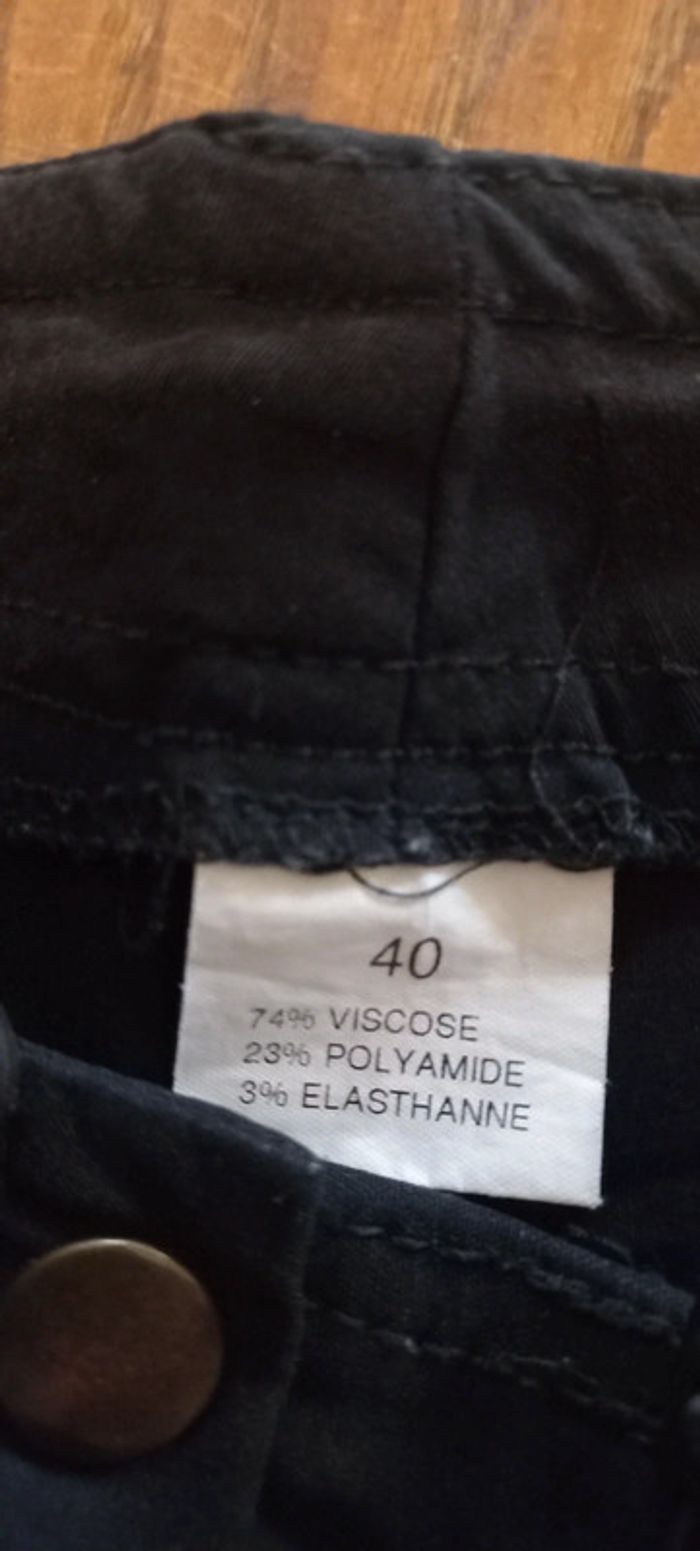 40
74% VISCOSE
23% POLYAMIDE
3% ELASTHANNE